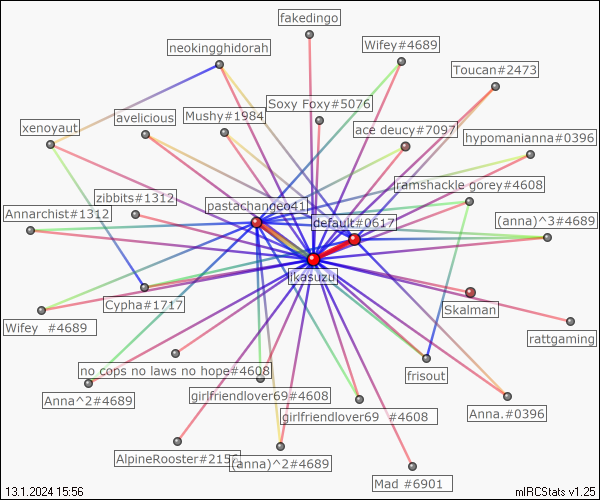 fakedingo
neokingghidorah
Wifey#4689
Toucan#2473
Soxy Foxy#5076
avelicious
Mushy#1984
xenoyaut
ace deucy#7097
hypomanianna#0396
ramshackle gorey#4608
zibbits#1312
pastachangeo41
Annarchist#1312
default#0617
(anna)^3#4689
ikasuzu
Cypha#1717
Skalman
Wifey #4689
rattgaming
no cops no laws no hope#4608
frisout
Anna^2#4689
girlfriendlover69#4608
girlfriendlover69 #4608
Anna.#0396
(anna)^2#4689
Mad #6901
13.1.2024 15:56
mIRCStats v1.25